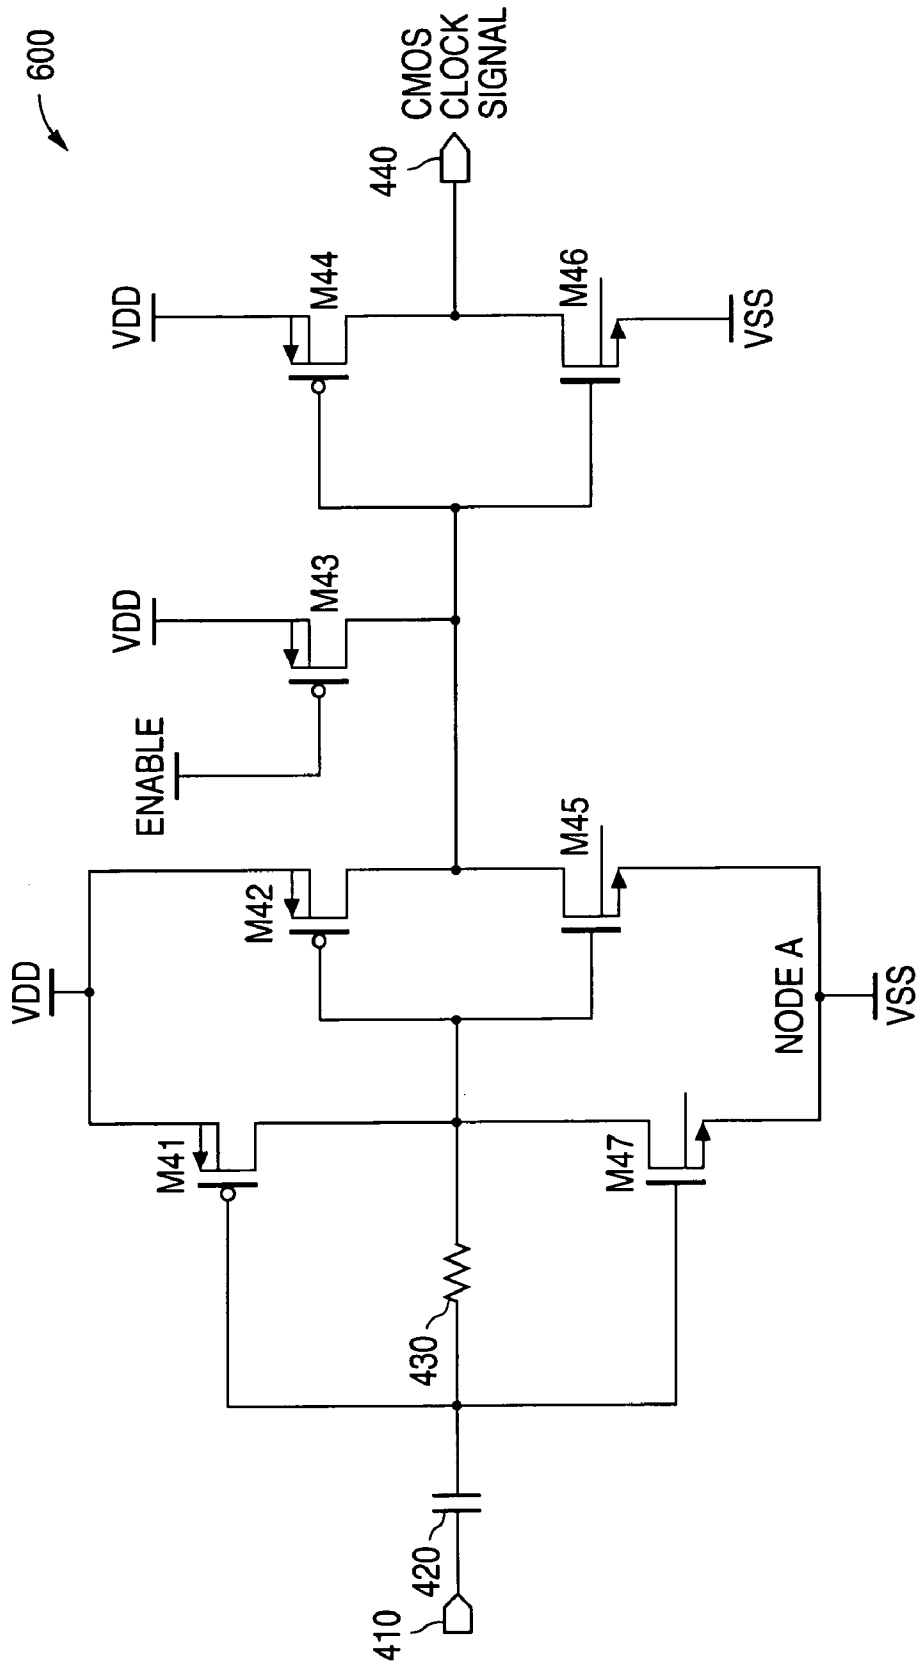 600
VDD
VDD
VDD
ENABLE
M41
M42
M43
M44
CMOS
CLOCK
SIGNAL
410
420
430
440
M47
M45
M46
NODE A
VSS
VSS